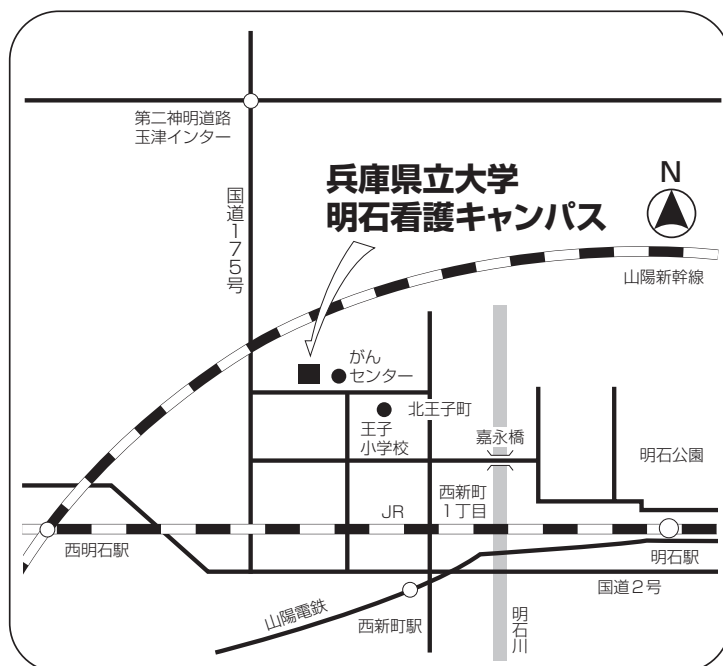 第二神明道路
玉津インター
国道175号
兵庫県立大学
明石看護キャンパス
N
山陽新幹線
がん
センター
北王子町
王子
小学校
嘉永橋
明石公園
西新町
1丁目
JR
西明石駅
明石駅
国道2号
山陽電鉄
西新町駅
明石川